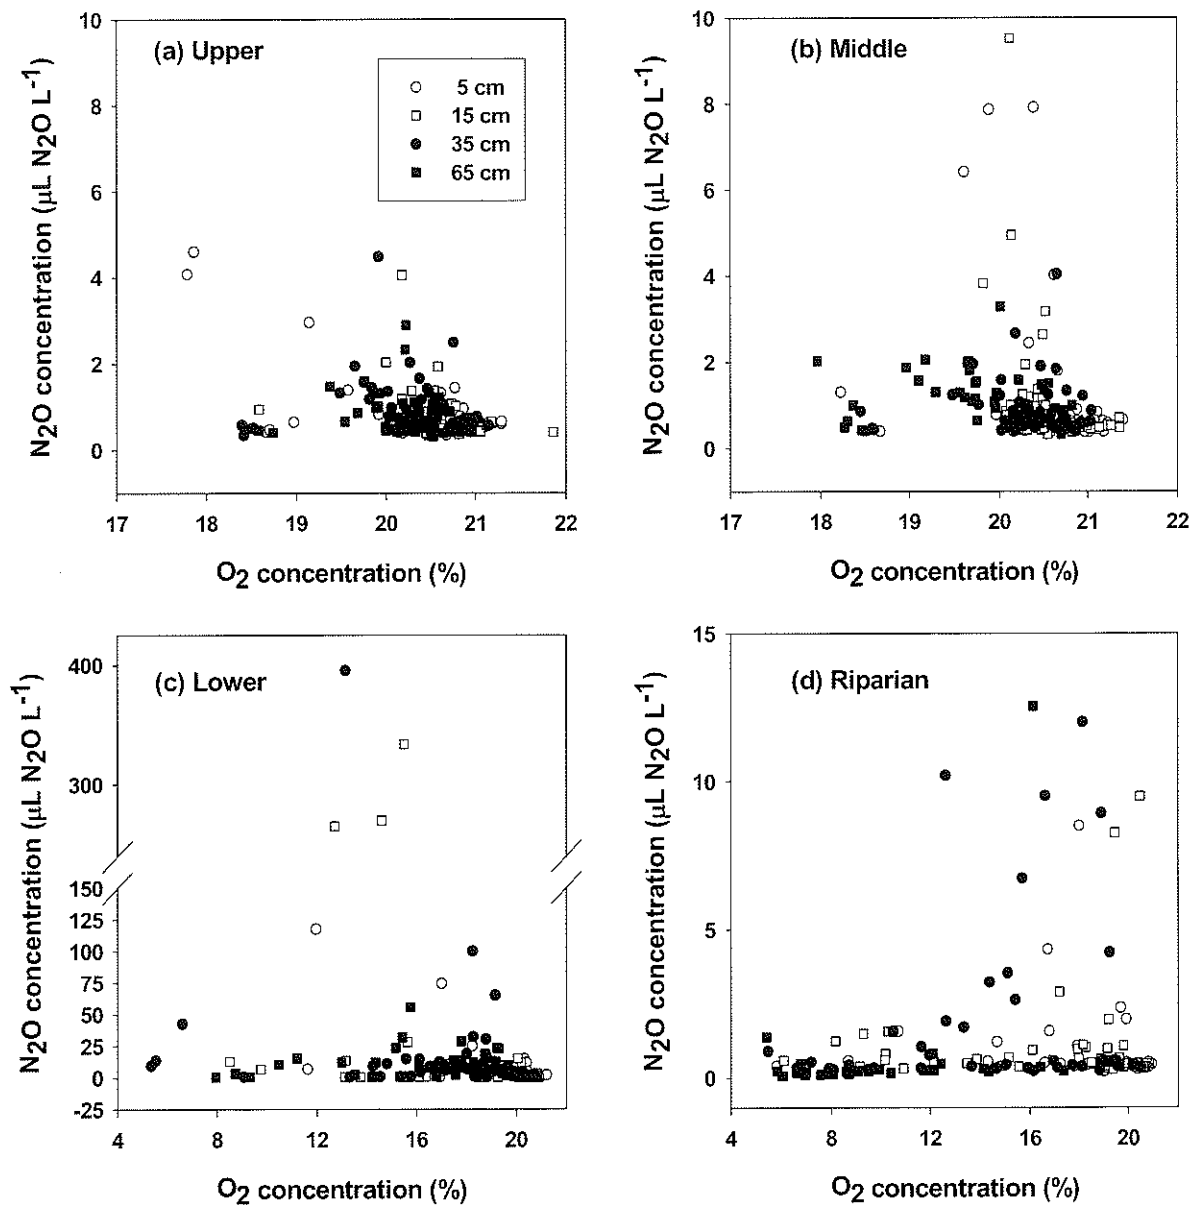 (a) Upper
5 cm
15 cm
35 cm
65 cm
N2O concentration (µL N2O L-1)
10
8
6
4
2
0
17 18 19 20 21 22
O2 concentration (%)
(b) Middle
N2O concentration (µL N2O L-1)
10
8
6
4
2
0
17 18 19 20 21 22
O2 concentration (%)
(c) Lower
N2O concentration (µL N2O L-1)
400
300
150
125
100
75
50
25
0
-25
4 8 12 16 20
O2 concentration (%)
(d) Riparian
N2O concentration (µL N2O L-1)
15
10
5
0
4 8 12 16 20
O2 concentration (%)